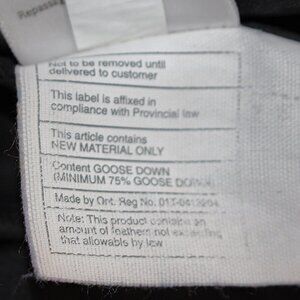 Repassa
Not to be removed until
delivered to customer
This label is affixed in
compliance with Provincial law
This article contains
NEW MATERIAL ONLY
Content GOOSE DOWN
(MINIMUM 75% GOOSE DOWN)
Made by Ont. Reg No.
Note: This product contains an
amount of feathers not exceeding
that allowable by law